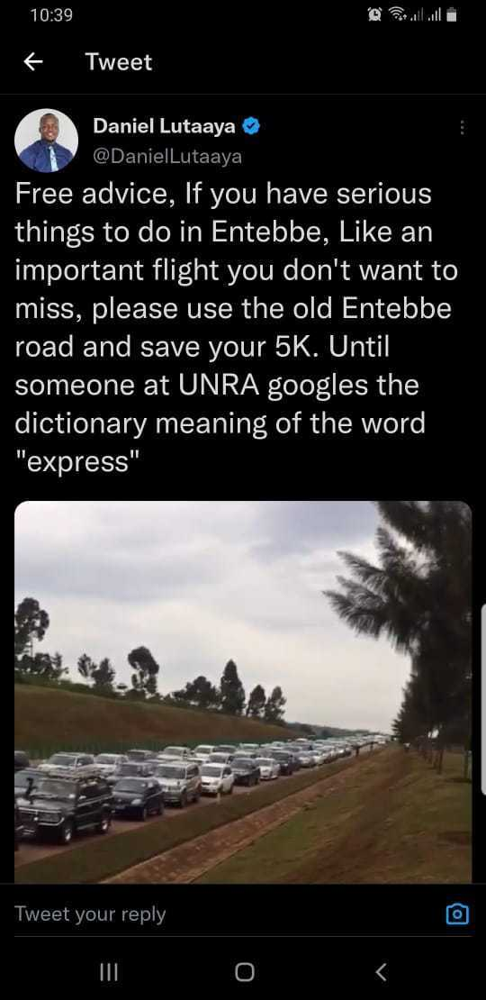 10:39
Tweet
Daniel Lutaaya
@DanielLutaaya
Free advice, If you have serious
things to do in Entebbe, Like an
important flight you don't want to
miss, please use the old Entebbe
road and save your 5K. Until
someone at UNRA googles the
dictionary meaning of the word
"express"
Tweet your reply